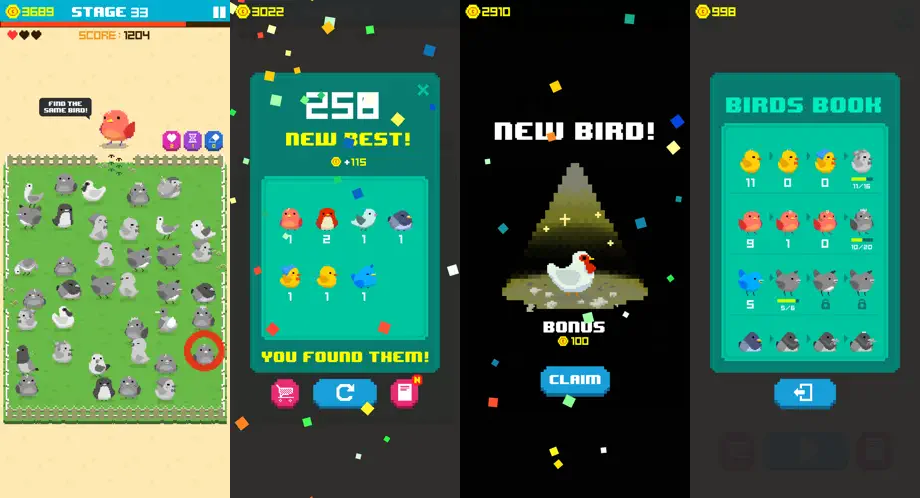 3689
STAGE 33
SCORE: 1204
FIND THE
SAME BIRD!
3022
258
NEW BEST!
+115
1 2 1 1
1 1 1
YOU FOUND THEM!
N
2910
NEW BIRD!
BONUS
100
CLAIM
998
BIRDS BOOK
11 0 0 11/16
9 1 0 10/20
5 5/6